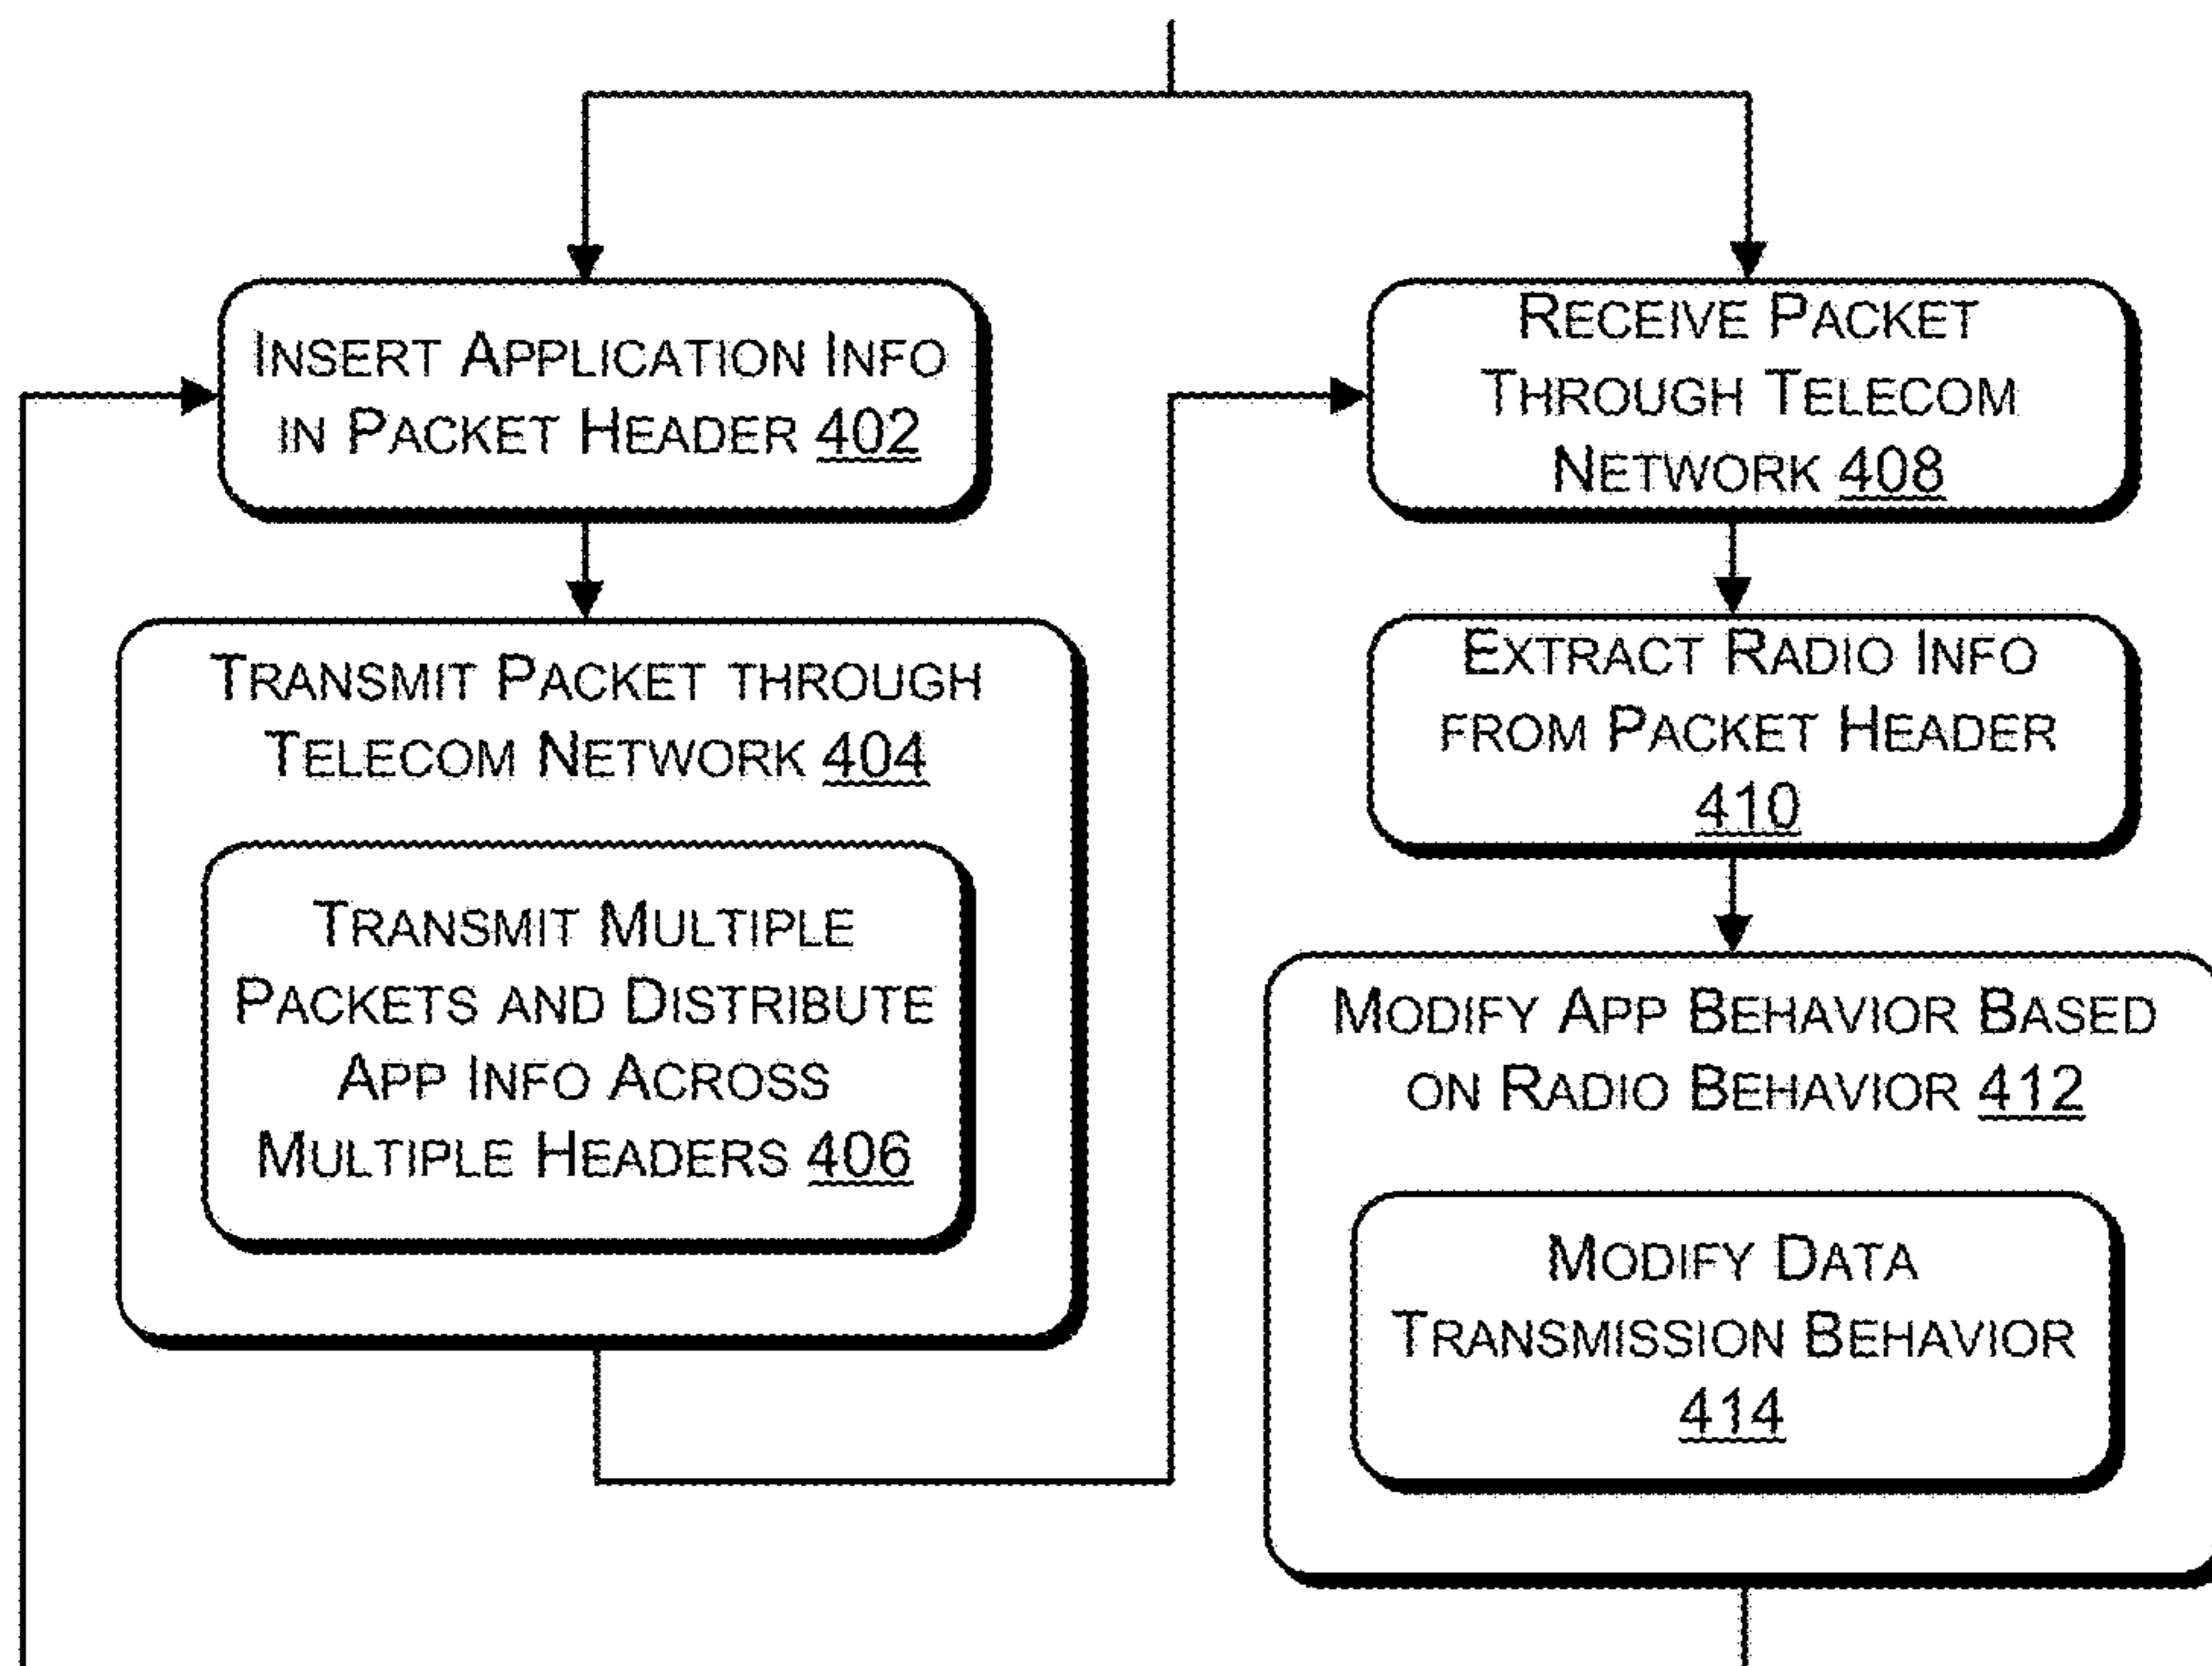 INSERT APPLICATION INFO
IN PACKET HEADER 402
TRANSMIT PACKET THROUGH
TELECOM NETWORK 404
TRANSMIT MULTIPLE
PACKETS AND DISTRIBUTE
APP INFO ACROSS
MULTIPLE HEADERS 406
RECEIVE PACKET
THROUGH TELECOM
NETWORK 408
EXTRACT RADIO INFO
FROM PACKET HEADER
410
MODIFY APP BEHAVIOR BASED
ON RADIO BEHAVIOR 412
MODIFY DATA
TRANSMISSION BEHAVIOR
414